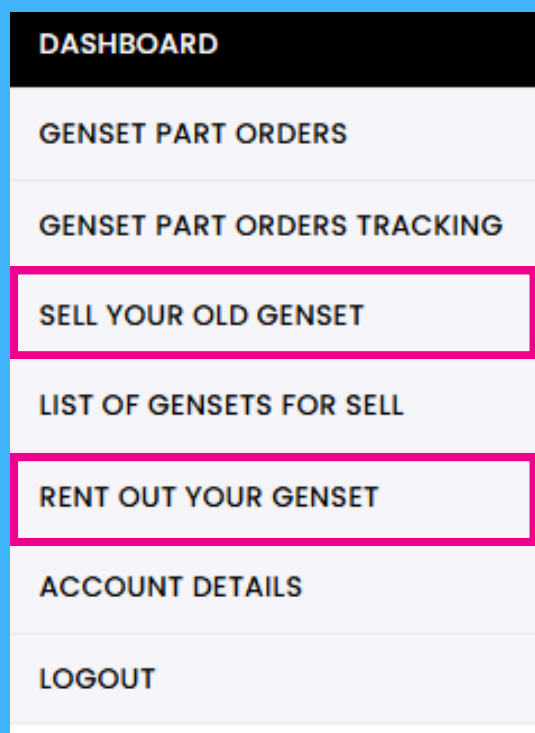 DASHBOARD
GENSET PART ORDERS
GENSET PART ORDERS TRACKING
SELL YOUR OLD GENSET
LIST OF GENSETS FOR SELL
RENT OUT YOUR GENSET
ACCOUNT DETAILS
LOGOUT